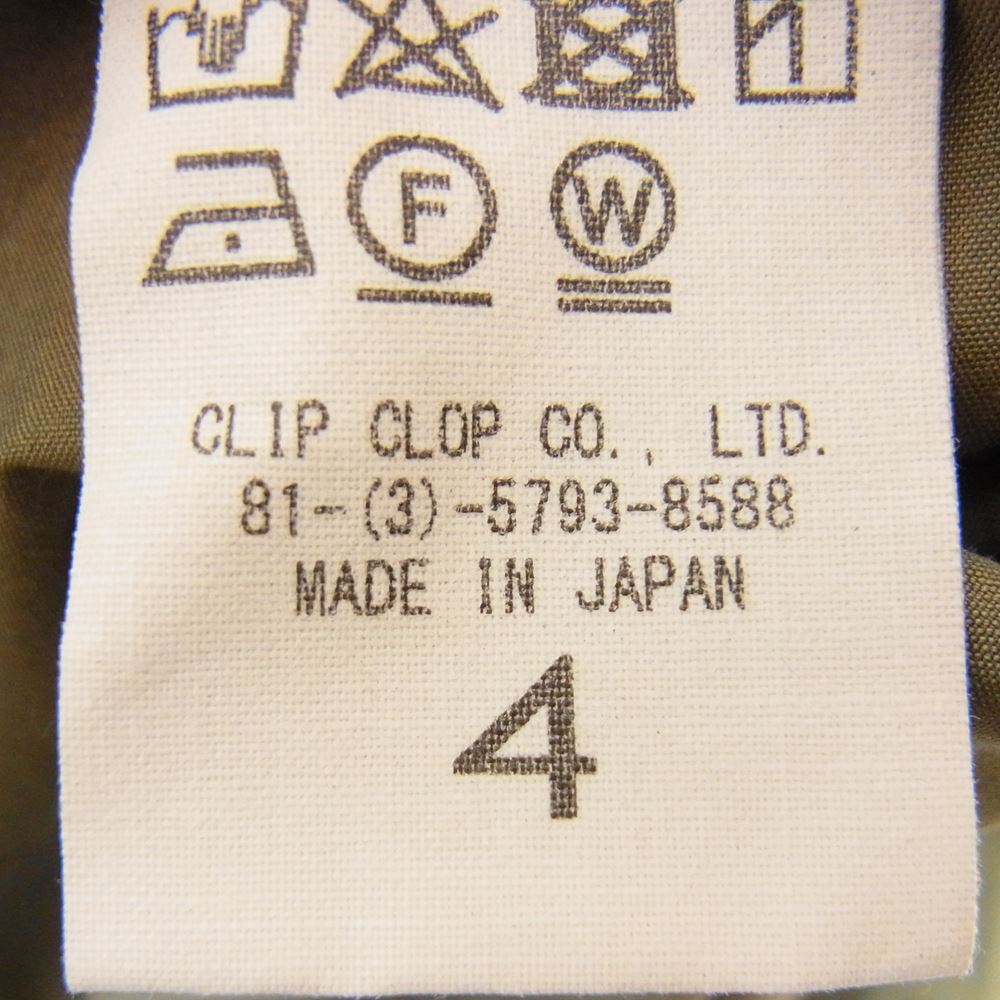 F W
CLIP CLOP CO., LTD.
81-(3)-5793-8588
MADE IN JAPAN
4